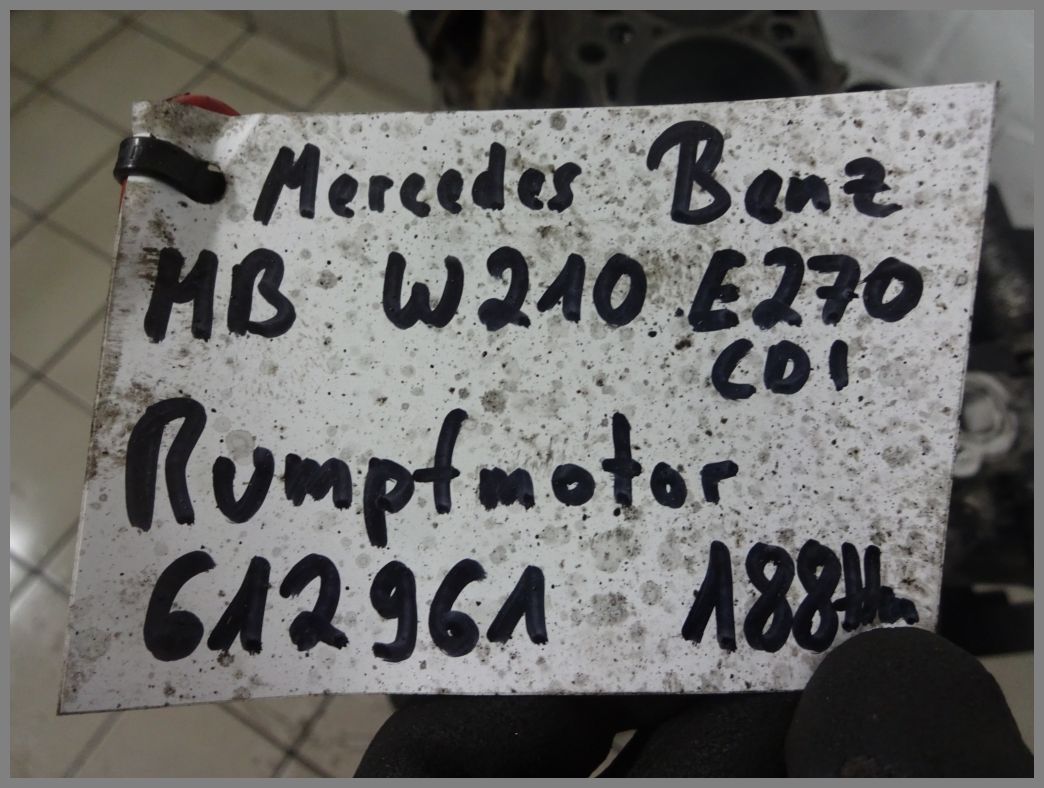 Mercedes Benz
MB W210 E270
CDI
Rumpfmotor
612961 188tkm